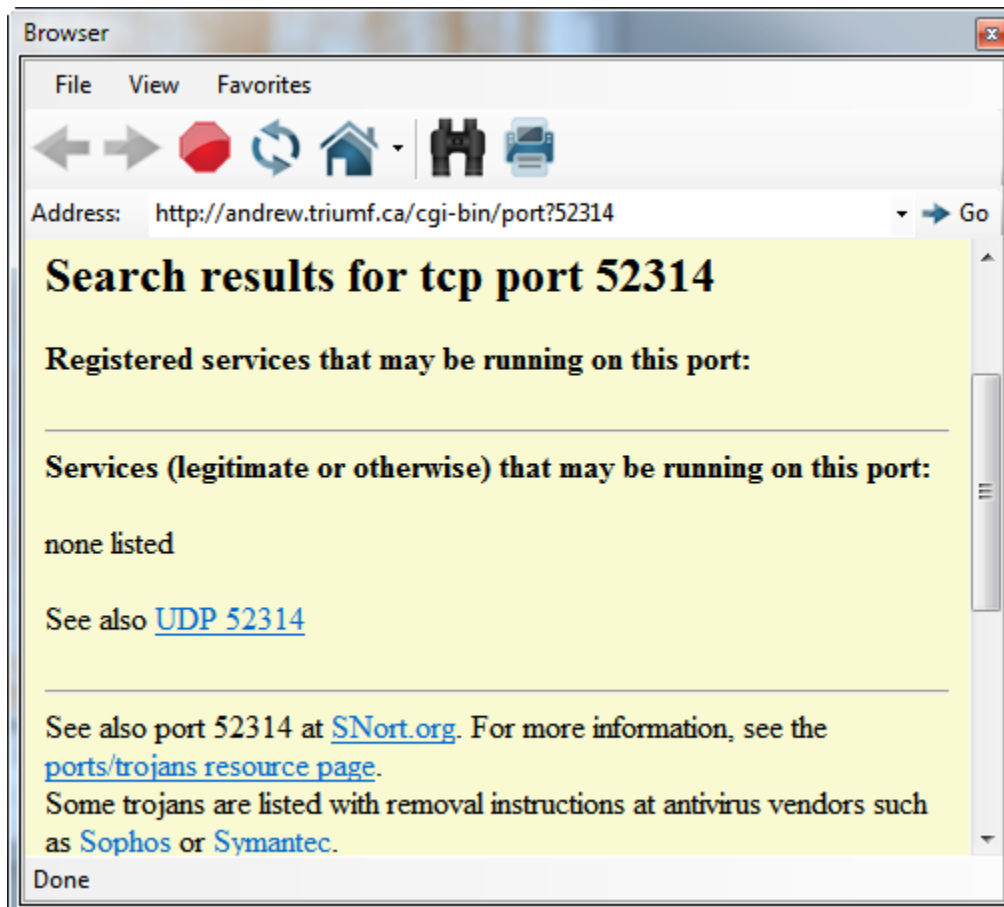 Browser
File View Favorites
Address: http://andrew.triumf.ca/cgi-bin/port?52314 Go
Search results for tcp port 52314
Registered services that may be running on this port:
Services (legitimate or otherwise) that may be running on this port:
none listed
See also UDP 52314
See also port 52314 at SNort.org. For more information, see the
ports/trojans resource page.
Some trojans are listed with removal instructions at antivirus vendors such
as Sophos or Symantec.
Done